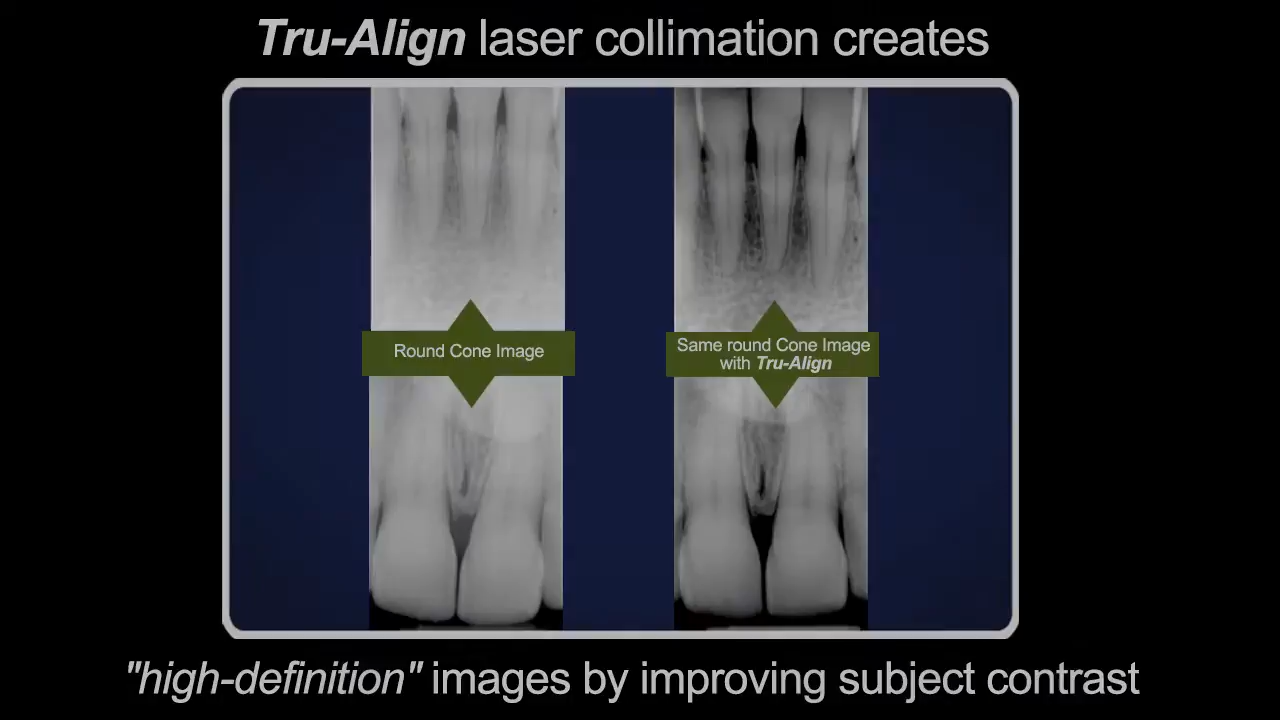 Tru-Align laser collimation creates
Round Cone Image
Same round Cone Image
with Tru-Align
"high-definition" images by improving subject contrast